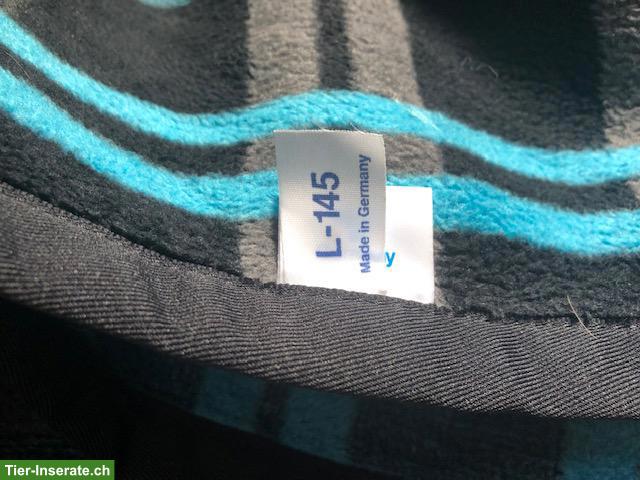 L-145
Made in Germany
y
Tier-Inserate.ch